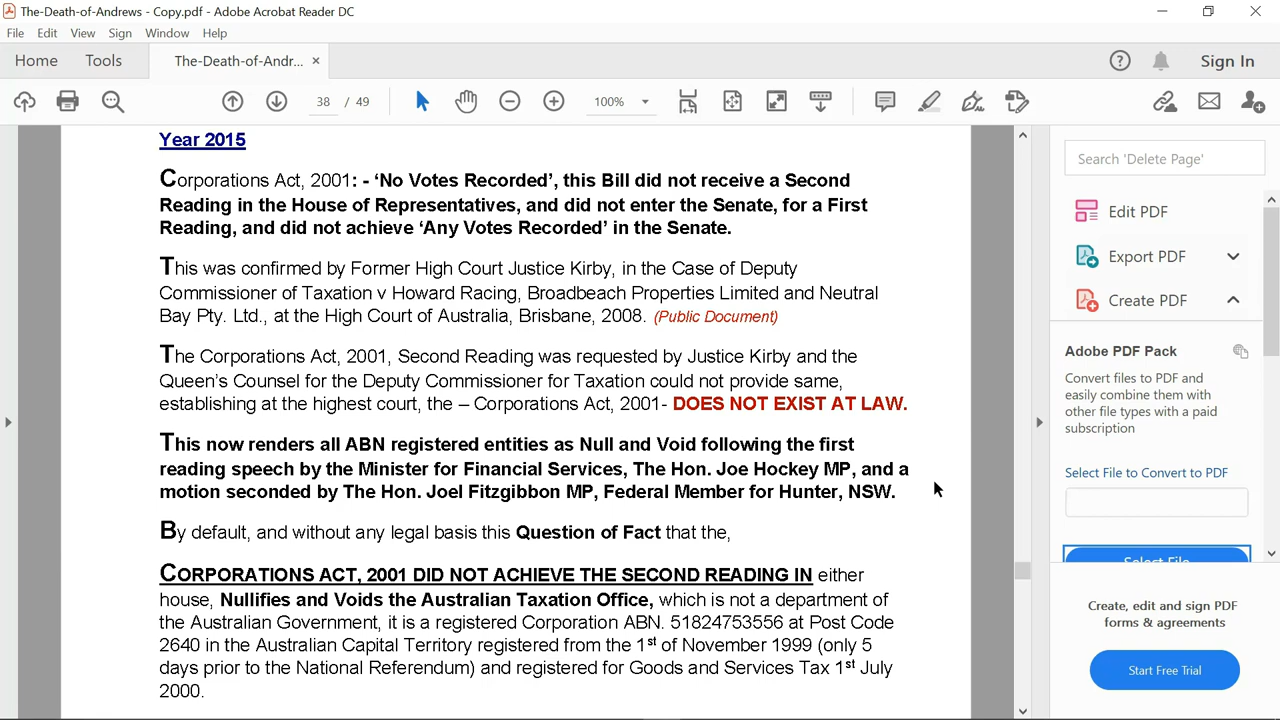 The-Death-of-Andrews - Copy.pdf - Adobe Acrobat Reader DC
File Edit View Sign Window Help
Home Tools The-Death-of-Andr... × Sign In
38 / 49 100%
Year 2015
Corporations Act, 2001: - ‘No Votes Recorded’, this Bill did not receive a Second
Reading in the House of Representatives, and did not enter the Senate, for a First
Reading, and did not achieve ‘Any Votes Recorded’ in the Senate.
This was confirmed by Former High Court Justice Kirby, in the Case of Deputy
Commissioner of Taxation v Howard Racing, Broadbeach Properties Limited and Neutral
Bay Pty. Ltd., at the High Court of Australia, Brisbane, 2008. (Public Document)
The Corporations Act, 2001, Second Reading was requested by Justice Kirby and the
Queen’s Counsel for the Deputy Commissioner for Taxation could not provide same,
establishing at the highest court, the – Corporations Act, 2001- DOES NOT EXIST AT LAW.
This now renders all ABN registered entities as Null and Void following the first
reading speech by the Minister for Financial Services, The Hon. Joe Hockey MP, and a
motion seconded by The Hon. Joel Fitzgibbon MP, Federal Member for Hunter, NSW.
By default, and without any legal basis this Question of Fact that the,
CORPORATIONS ACT, 2001 DID NOT ACHIEVE THE SECOND READING IN either
house, Nullifies and Voids the Australian Taxation Office, which is not a department of
the Australian Government, it is a registered Corporation ABN. 51824753556 at Post Code
2640 in the Australian Capital Territory registered from the 1st of November 1999 (only 5
days prior to the National Referendum) and registered for Goods and Services Tax 1st July
2000.
Search 'Delete Page'
Edit PDF
Export PDF
Create PDF
Adobe PDF Pack
Convert files to PDF and
easily combine them with
other file types with a paid
subscription
Select File to Convert to PDF
Select File
Create, edit and sign PDF
forms & agreements
Start Free Trial